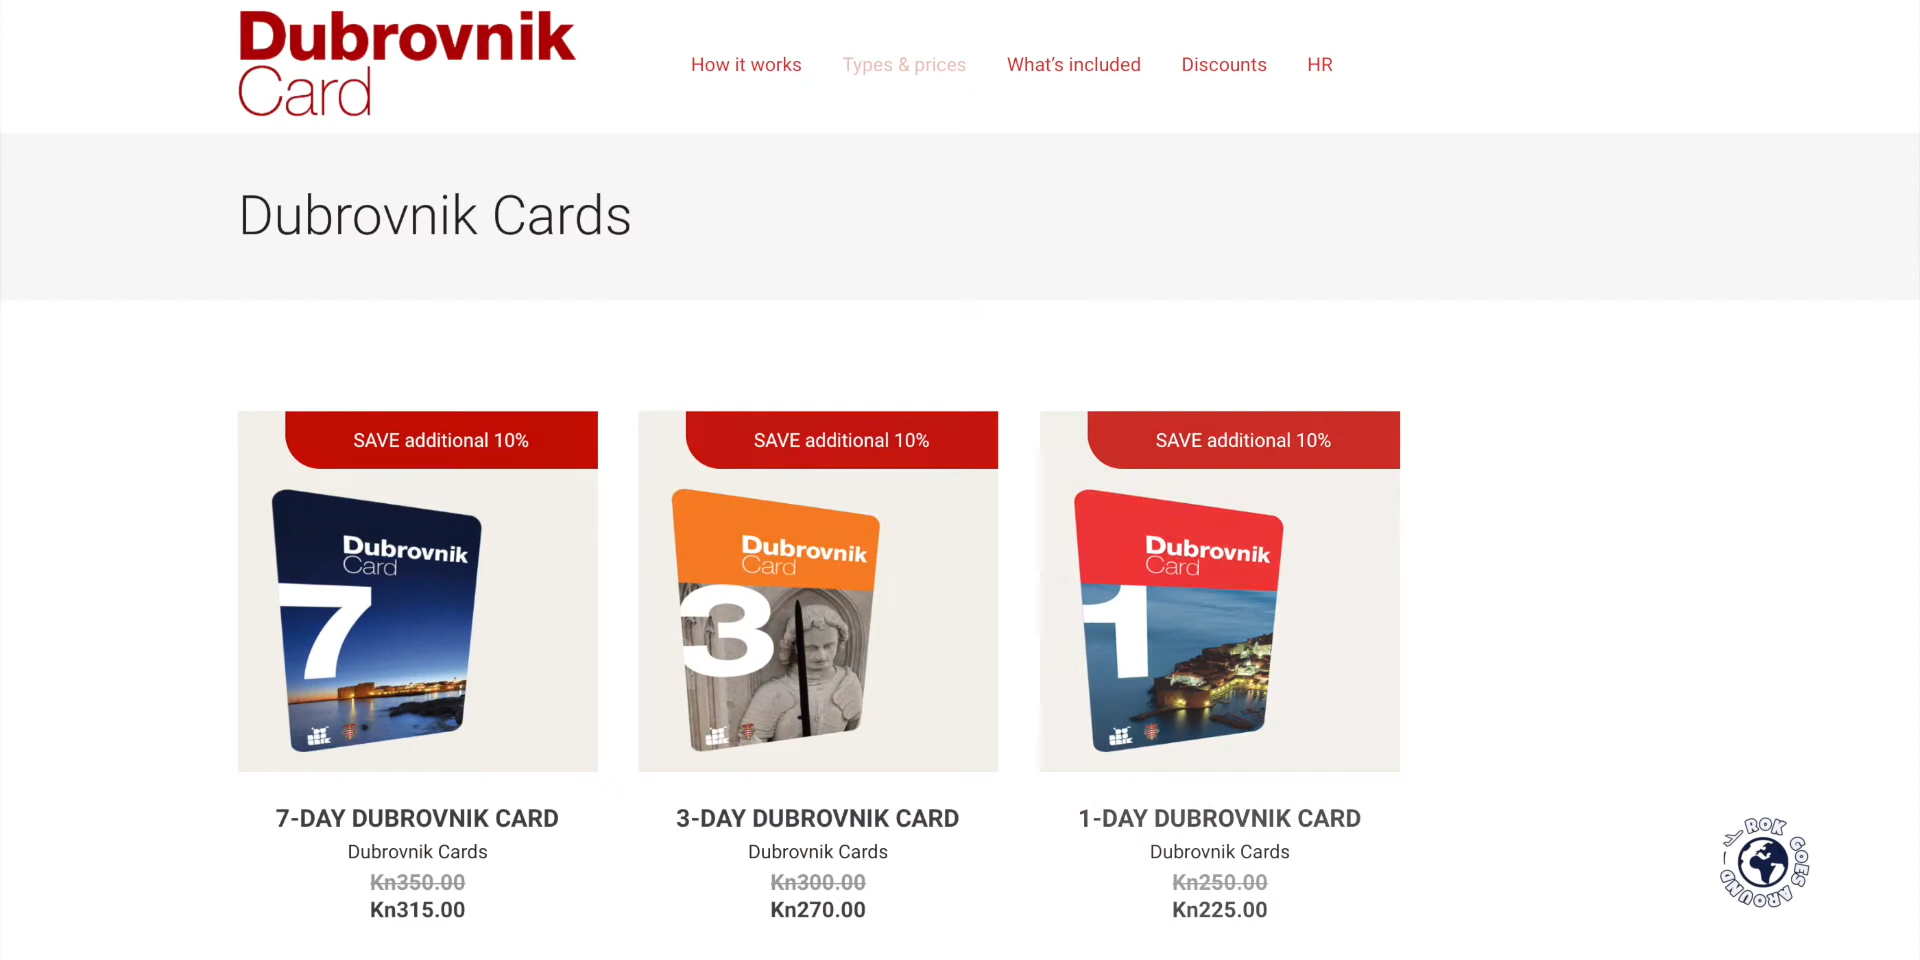 Dubrovnik
Card
How it works
Types & prices
What's included
Discounts
HR
Dubrovnik Cards
SAVE additional 10%
Dubrovnik
Card
7
7-DAY DUBROVNIK CARD
Dubrovnik Cards
Kn350.00
Kn315.00
SAVE additional 10%
Dubrovnik
Card
3
3-DAY DUBROVNIK CARD
Dubrovnik Cards
Kn300.00
Kn270.00
SAVE additional 10%
Dubrovnik
Card
1
1-DAY DUBROVNIK CARD
Dubrovnik Cards
Kn250.00
Kn225.00
ROK GOES AROUND